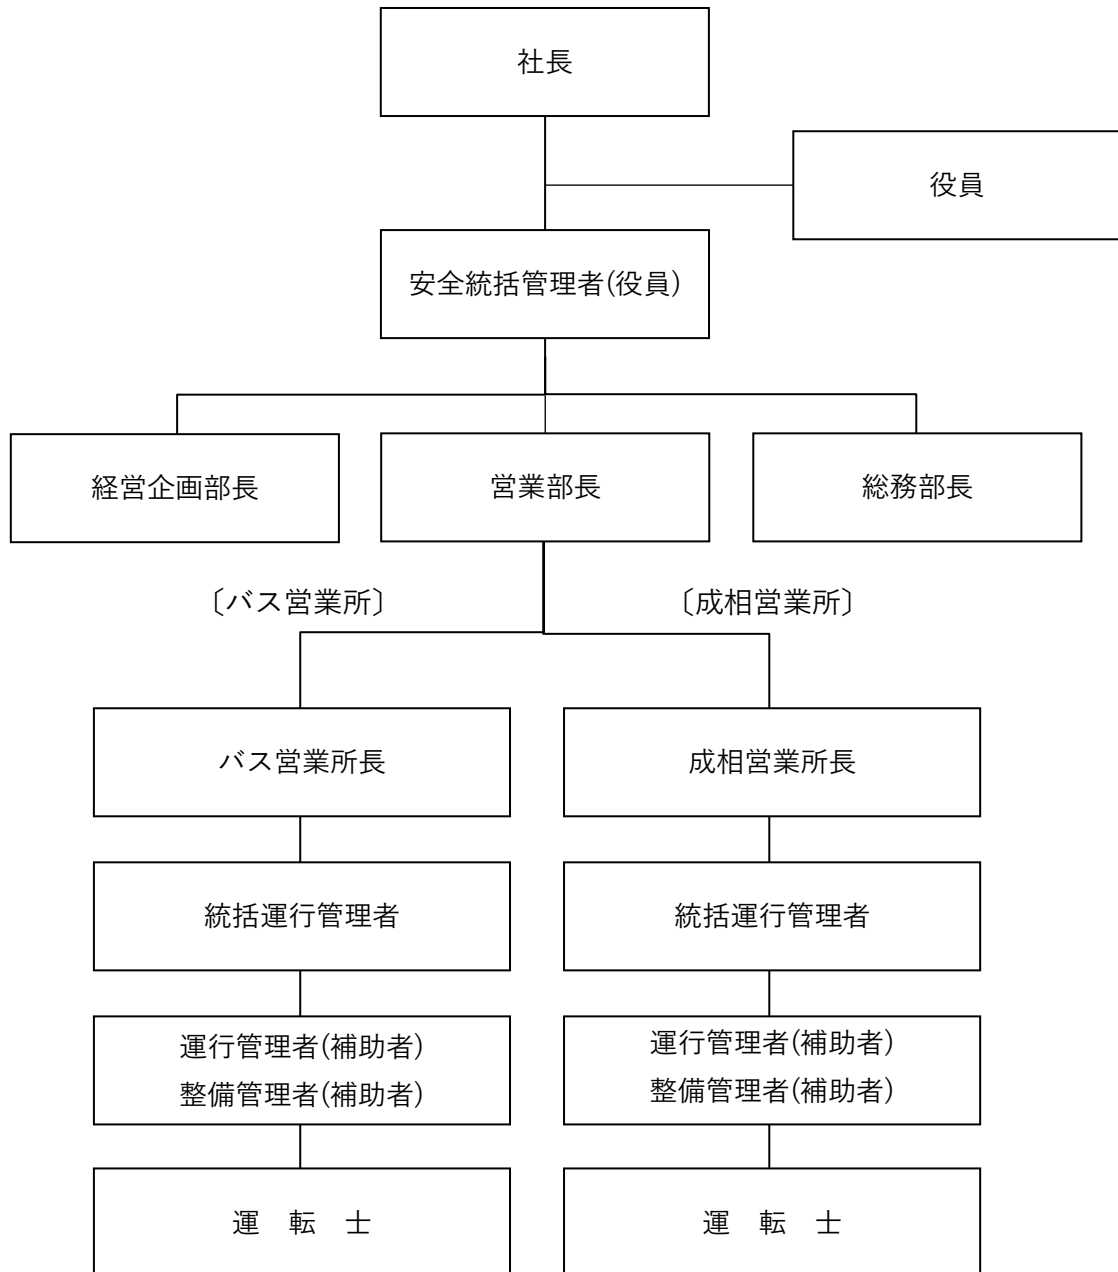 社長
役員
安全統括管理者(役員)
経営企画部長
営業部長
総務部長
〔バス営業所〕
〔成相営業所〕
バス営業所長
成相営業所長
統括運行管理者
統括運行管理者
運行管理者(補助者)
整備管理者(補助者)
運行管理者(補助者)
整備管理者(補助者)
運　転　士
運　転　士